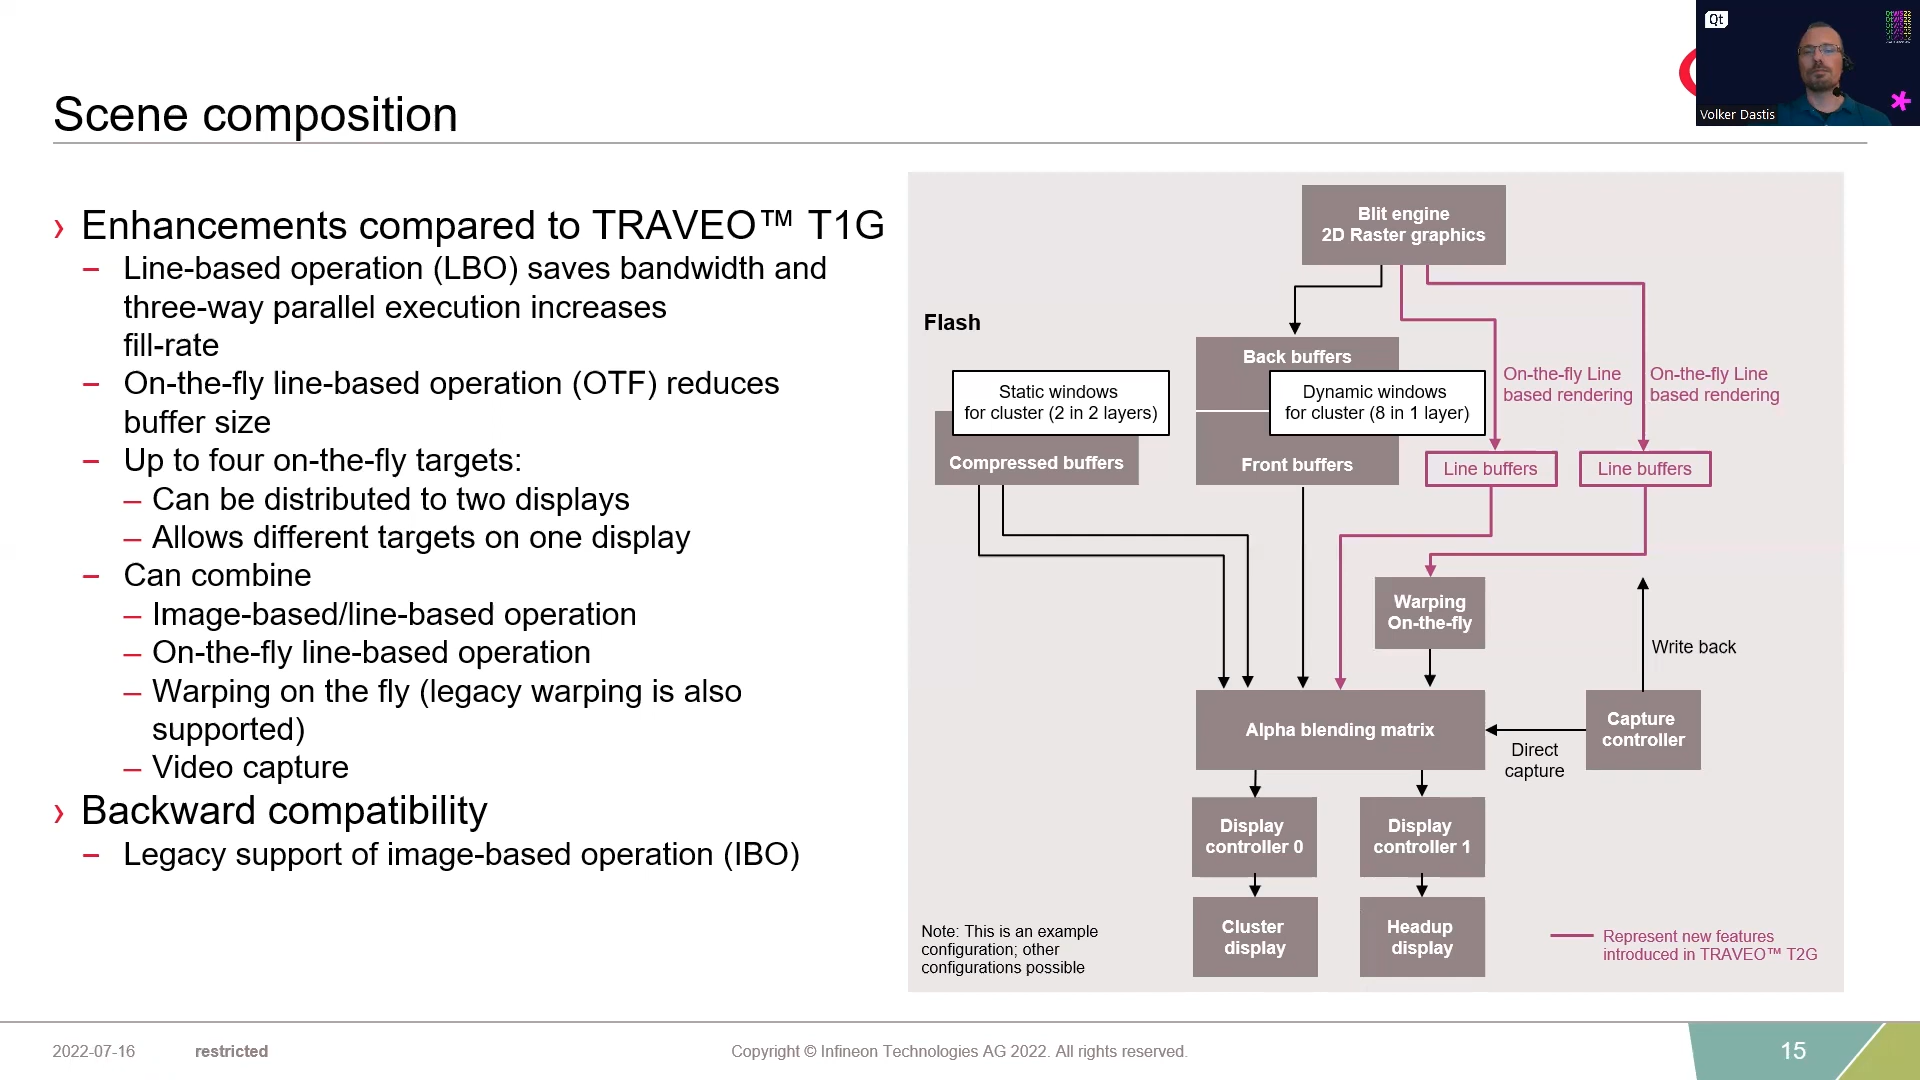 Qt
Volker Dastis
Scene composition
› Enhancements compared to TRAVEO™ T1G
– Line-based operation (LBO) saves bandwidth and
three-way parallel execution increases
fill-rate
– On-the-fly line-based operation (OTF) reduces
buffer size
– Up to four on-the-fly targets:
– Can be distributed to two displays
– Allows different targets on one display
– Can combine
– Image-based/line-based operation
– On-the-fly line-based operation
– Warping on the fly (legacy warping is also
supported)
– Video capture
› Backward compatibility
– Legacy support of image-based operation (IBO)
Blit engine
2D Raster graphics
Flash
Back buffers
Static windows
for cluster (2 in 2 layers)
Dynamic windows
for cluster (8 in 1 layer)
On-the-fly Line
based rendering
On-the-fly Line
based rendering
Compressed buffers
Front buffers
Line buffers
Line buffers
Warping
On-the-fly
Write back
Alpha blending matrix
Capture
controller
Direct
capture
Display
controller 0
Display
controller 1
Cluster
display
Headup
display
Note: This is an example
configuration; other
configurations possible
Represent new features
introduced in TRAVEO™ T2G
2022-07-16
restricted
Copyright © Infineon Technologies AG 2022. All rights reserved.
15